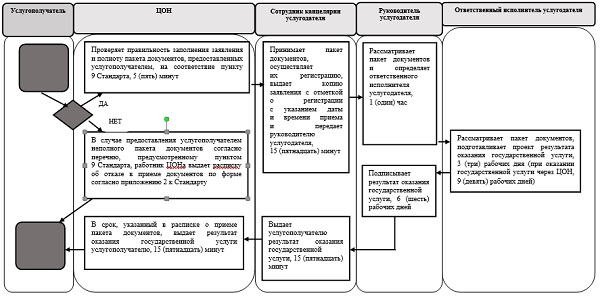 Услугополучатель
ЦОН
Сотрудник канцелярии
услугодателя
Руководитель
услугодателя
Ответственный исполнитель услугодателя
Проверяет правильность заполнения заявления
и полноту пакета документов, предоставленных
услугополучателем, на соответствие пункту
9 Стандарта, 5 (пять) минут
ДА
НЕТ
В случае предоставления услугополучателем
неполного пакета документов согласно
перечню, предусмотренному пунктом
9 Стандарта, работник ЦОНа выдает расписку
об отказе в приеме документов по форме
согласно приложению 2 к Стандарту
В срок, указанный в расписке о приеме
пакета документов, выдает результат
оказания государственной услуги
услугополучателю, 15 (пятнадцать) минут
Принимает пакет
документов,
осуществляет
их регистрацию,
выдает копию
заявления с отметкой
о регистрации
с указанием даты
и времени приема
и передает
руководителю
услугодателя,
15 (пятнадцать) минут
Выдает
услугополучателю
результат оказания
государственной
услуги, 15 (пятнадцать)
минут
Рассматривает
пакет документов
и определяет
ответственного
исполнителя
услугодателя,
1 (один) час
Подписывает
результат оказания
государственной
услуги, 6 (шесть)
рабочих дней
Рассматривает пакет документов,
подготавливает проект результата
оказания государственной услуги,
3 (три) рабочих дня (при оказании
государственной услуги через ЦОН,
9 (девять) рабочих дней)